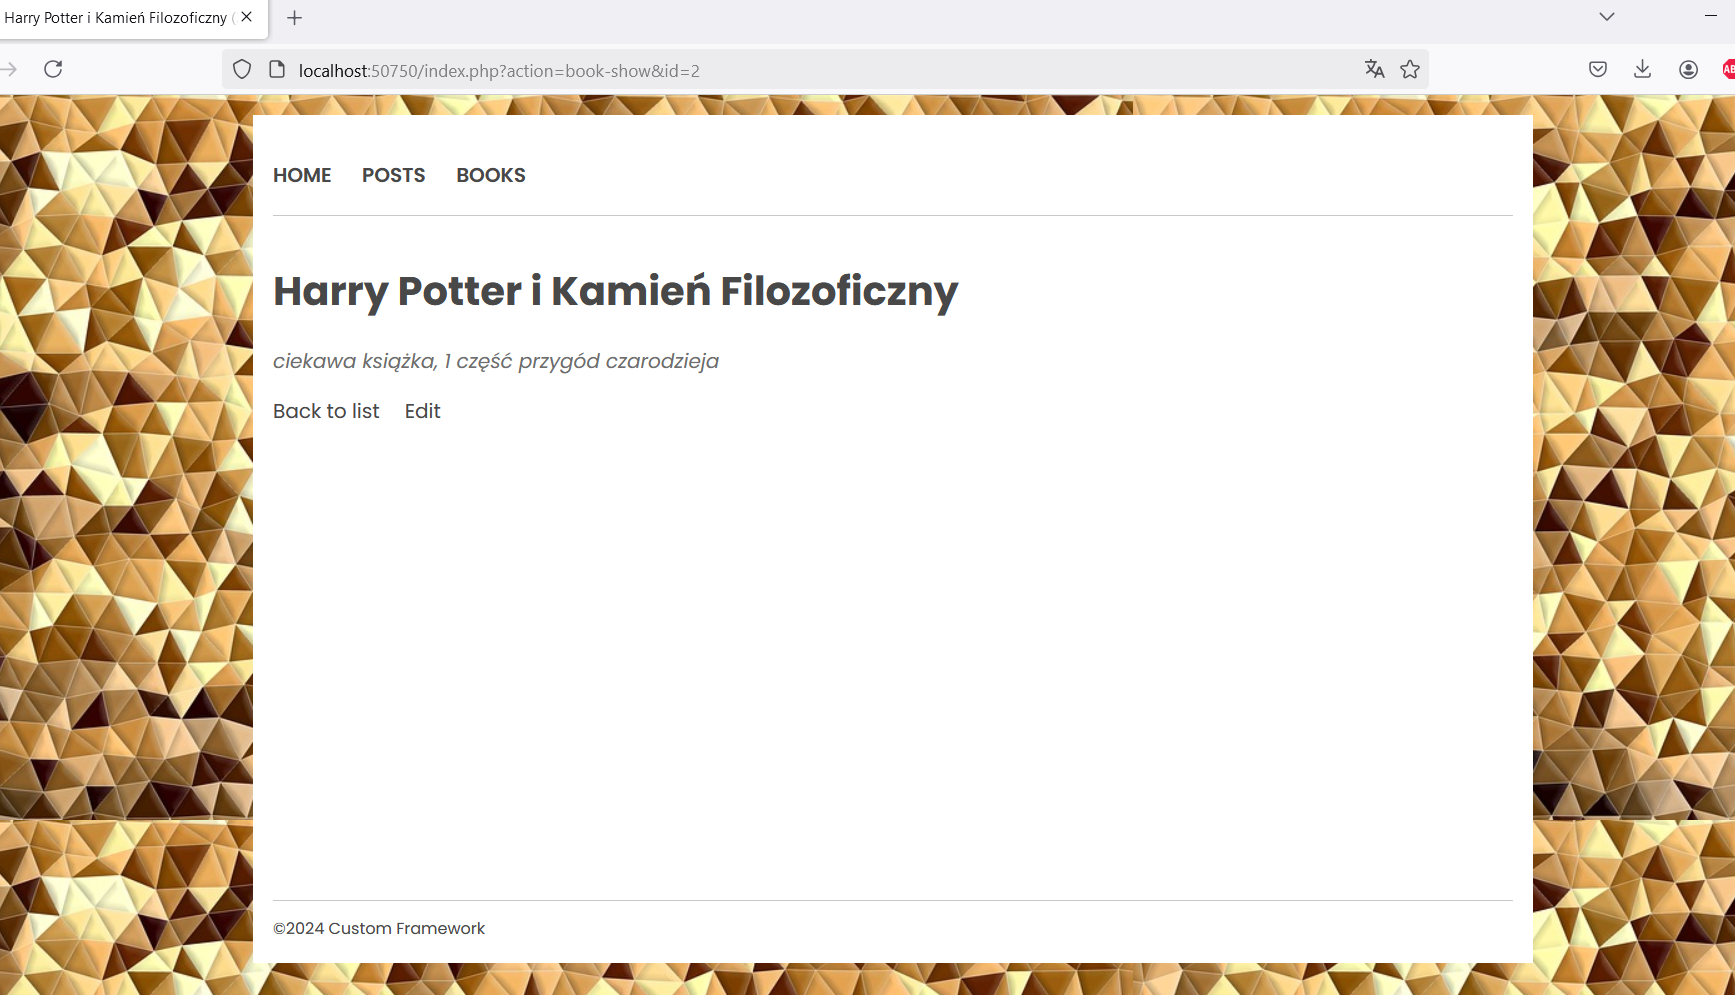 Harry Potter i Kamień Filozoficzny (
localhost:50750/index.php?action=book-show&id=2
HOME POSTS BOOKS
Harry Potter i Kamień Filozoficzny
ciekawa książka, 1 część przygód czarodzieja
Back to list Edit
©2024 Custom Framework